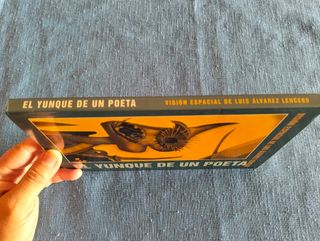 EL YUNQUE DE UN POETA VISIÓN ESPACIAL DE LUIS ÁLVAREZ LENCERO
EL YUNQUE DE UN POETA